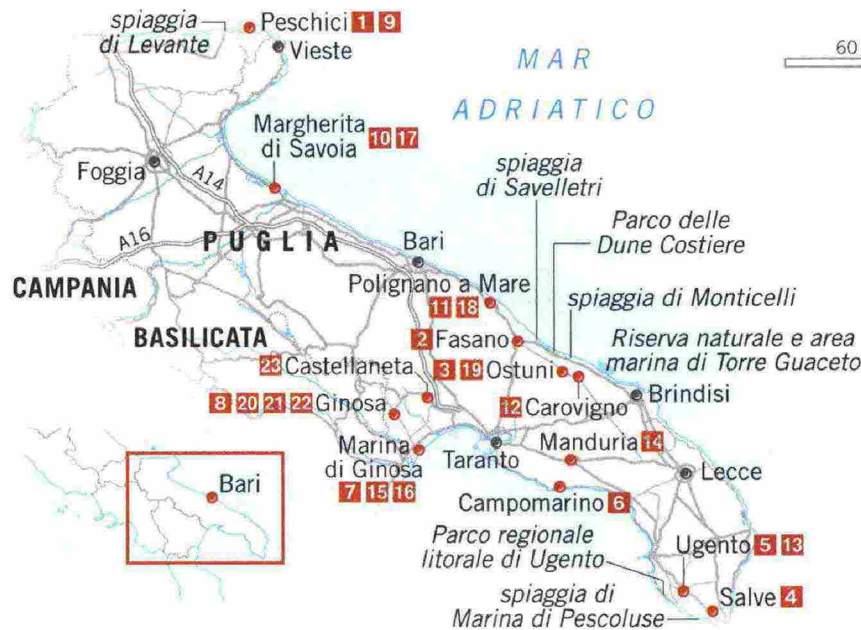 spiaggia
di Levante
Peschici 1 9
Vieste
MAR
ADRIATICO
60
Margherita
di Savoia
10 17
Foggia
A14
A16
PUGLIA
CAMPANIA
BASILICATA
Bari
spiaggia
di Savelletri
Parco delle
Dune Costiere
Polignano a Mare
11 18
spiaggia di Monticelli
2 Fasano
Riserva naturale e area
marina di Torre Guaceto
23 Castellaneta
3 19 Ostuni
8 20 21 22 Ginosa
12 Carovigno
Brindisi
Marina
di Ginosa
7 15 16
Taranto
Manduria 14
Lecce
Campomarino 6
Bari
Parco regionale
litorale di Ugento
Ugento 5 13
spiaggia di
Marina di Pescoluse
Salve 4